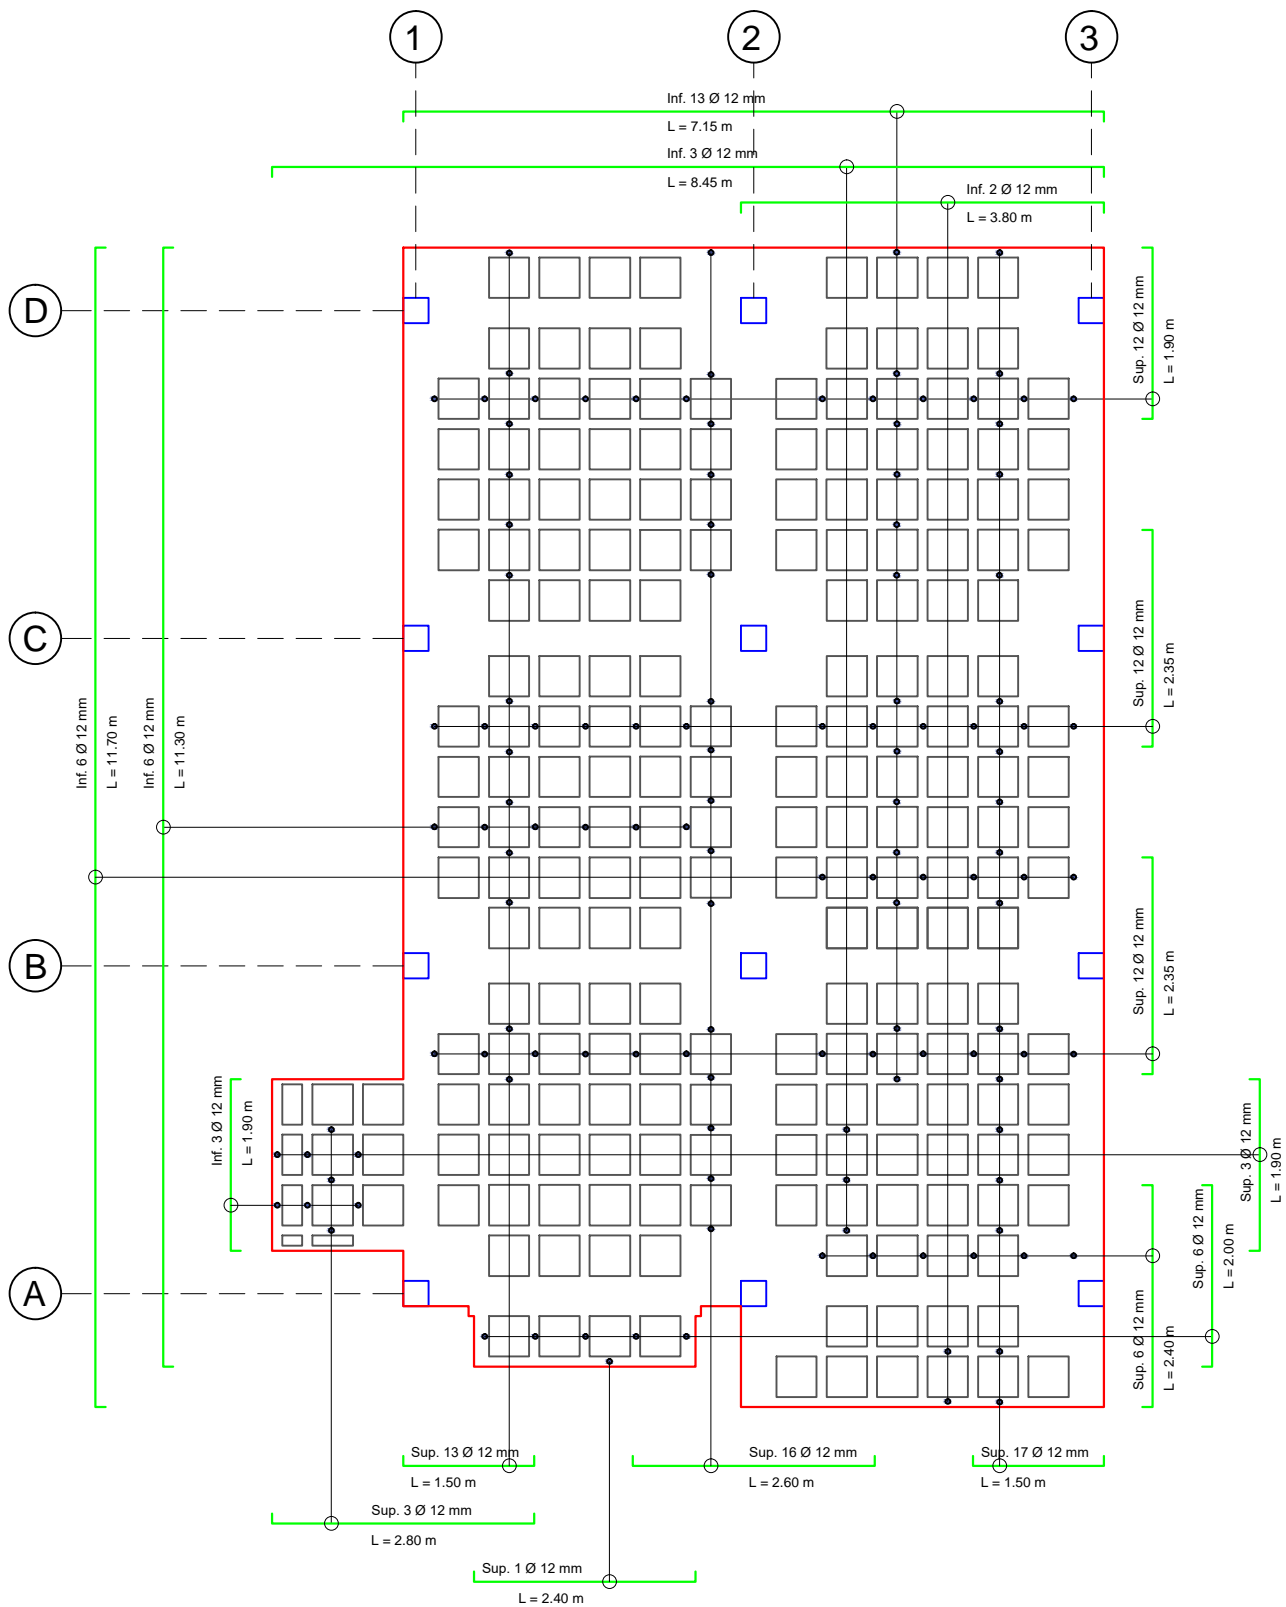 1
2
3
Inf. 13 Ø 12 mm
L = 7.15 m
Inf. 3 Ø 12 mm
L = 8.45 m
Inf. 2 Ø 12 mm
L = 3.80 m
D
Sup. 12 Ø 12 mm
L = 1.90 m
C
Sup. 12 Ø 12 mm
L = 2.35 m
Inf. 6 Ø 12 mm
L = 11.70 m
Inf. 6 Ø 12 mm
L = 11.30 m
B
Sup. 12 Ø 12 mm
L = 2.35 m
Inf. 3 Ø 12 mm
L = 1.90 m
Sup. 3 Ø 12 mm
L = 1.90 m
A
Sup. 6 Ø 12 mm
L = 2.00 m
Sup. 6 Ø 12 mm
L = 2.40 m
Sup. 13 Ø 12 mm
L = 1.50 m
Sup. 16 Ø 12 mm
L = 2.60 m
Sup. 17 Ø 12 mm
L = 1.50 m
Sup. 3 Ø 12 mm
L = 2.80 m
Sup. 1 Ø 12 mm
L = 2.40 m